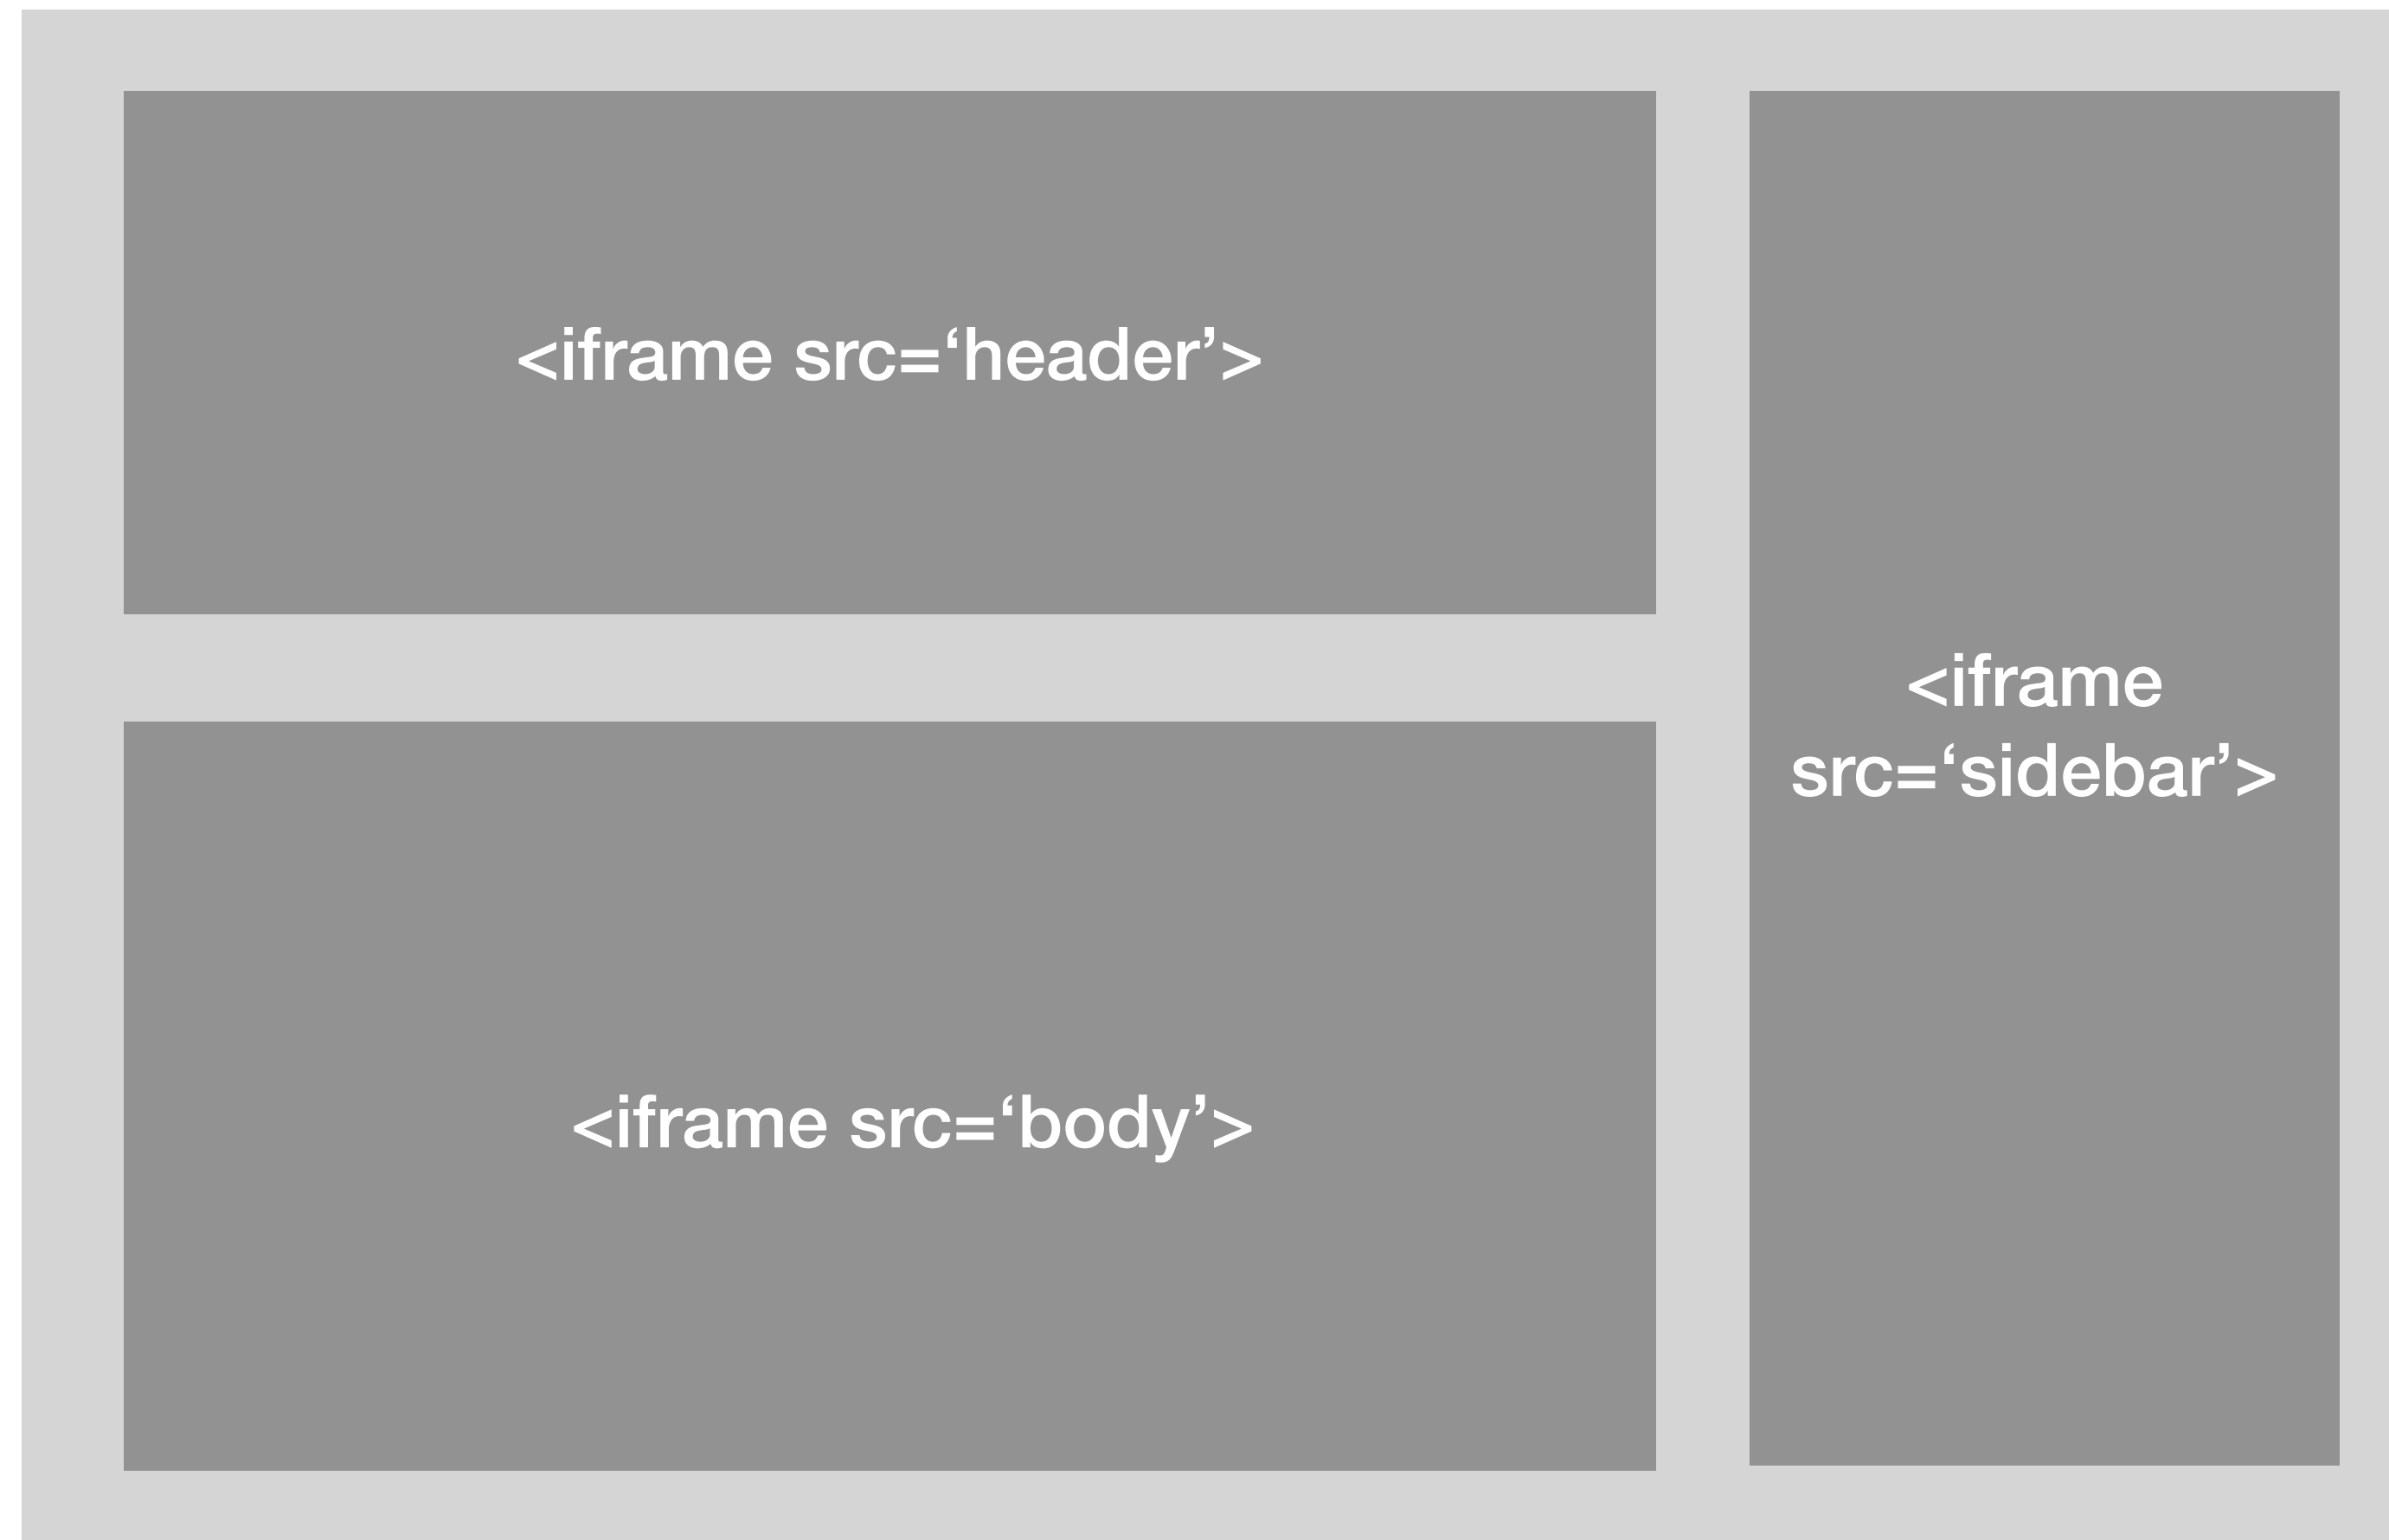 <iframe src=‘header’>
<iframe
src=‘sidebar’>
<iframe src=‘body’>